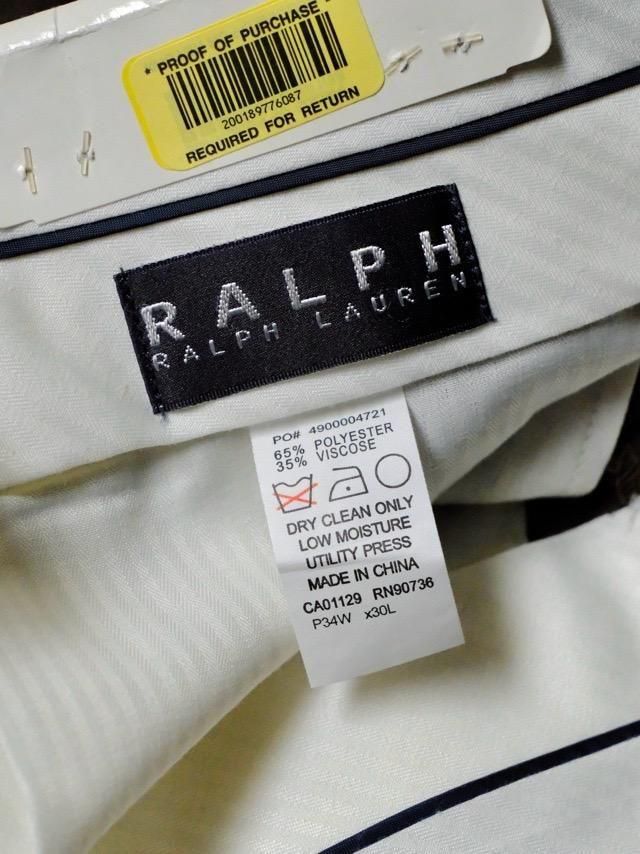 * PROOF OF PURCHASE *
200189776087
REQUIRED FOR RETURN
RALPH
RALPH LAUREN
PO# 4900004721
65% POLYESTER
35% VISCOSE
DRY CLEAN ONLY
LOW MOISTURE
UTILITY PRESS
MADE IN CHINA
CA01129 RN90736
P34W x30L